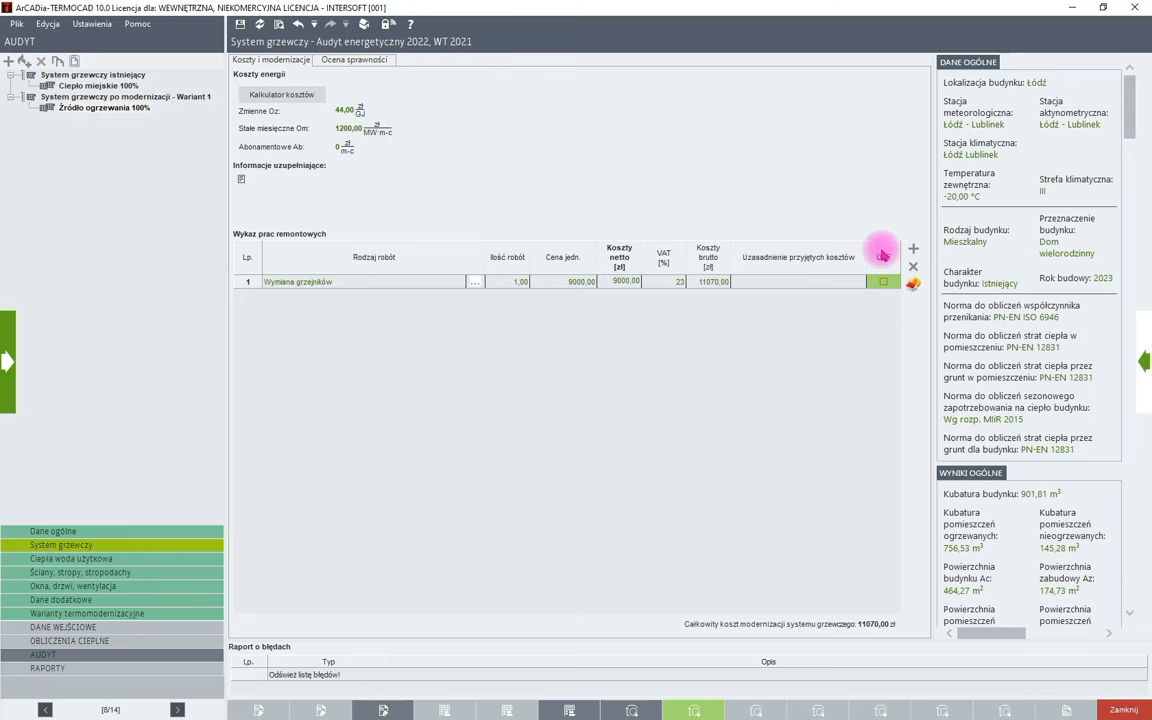 ArCADia-TERMOCAD 10.0 Licencja dla: WEWNĘTRZNA, NIEKOMERCYJNA LICENCJA - INTERSOFT [001]
Plik Edycja Ustawienia Pomoc
AUDYT
System grzewczy - Audyt energetyczny 2022, WT 2021
System grzewczy istniejący
Ciepło miejskie 100%
System grzewczy po modernizacji - Wariant 1
Źródło ogrzewania 100%
Dane ogólne
System grzewczy
Ciepła woda użytkowa
Ściany, stropy, stropodachy
Okna, drzwi, wentylacja
Dane dodatkowe
Warianty termomodernizacyjne
DANE WEJŚCIOWE
OBLICZENIA CIEPLNE
AUDYT
RAPORTY
[8/14]
Koszty i modernizacje Ocena sprawności
Koszty energii
Kalkulator kosztów
Zmienne Oz: 44,00 zł/GJ
Stałe miesięczne Om: 1200,00 zł/MW·m-c
Abonamentowe Ab: 0 zł/m-c
Informacje uzupełniające:
Wykaz prac remontowych
Lp. Rodzaj robót Ilość robót Cena jedn. Koszty netto [zł] VAT [%] Koszty brutto [zł] Uzasadnienie przyjętych kosztów
1 Wymiana grzejników ... 1,00 9000,00 9000,00 23 11070,00
Całkowity koszt modernizacji systemu grzewczego: 11070,00 zł
Raport o błędach
Lp. Typ Opis
Odśwież listę błędów!
DANE OGÓLNE
Lokalizacja budynku: Łódź
Stacja meteorologiczna: Łódź - Lublinek
Stacja aktynometryczna: Łódź - Lublinek
Stacja klimatyczna: Łódź Lublinek
Temperatura zewnętrzna: -20,00 °C
Strefa klimatyczna: III
Rodzaj budynku: Mieszkalny
Przeznaczenie budynku: Dom wielorodzinny
Charakter budynku: Istniejący
Rok budowy: 2023
Norma do obliczeń współczynnika
przenikania: PN-EN ISO 6946
Norma do obliczeń strat ciepła w
pomieszczeniu: PN-EN 12831
Norma do obliczeń strat ciepła przez
grunt w pomieszczeniu: PN-EN 12831
Norma do obliczeń sezonowego
zapotrzebowania na ciepło budynku:
Wg rozp. MIiR 2015
Norma do obliczeń strat ciepła przez
grunt dla budynku: PN-EN 12831
WYNIKI OGÓLNE
Kubatura budynku: 901,81 m³
Kubatura pomieszczeń ogrzewanych: 756,53 m³
Kubatura pomieszczeń nieogrzewanych: 145,28 m³
Powierzchnia budynku Ac: 464,27 m²
Powierzchnia zabudowy Az: 174,73 m²
Powierzchnia pomieszczeń
Powierzchnia pomieszczeń
Zamknij